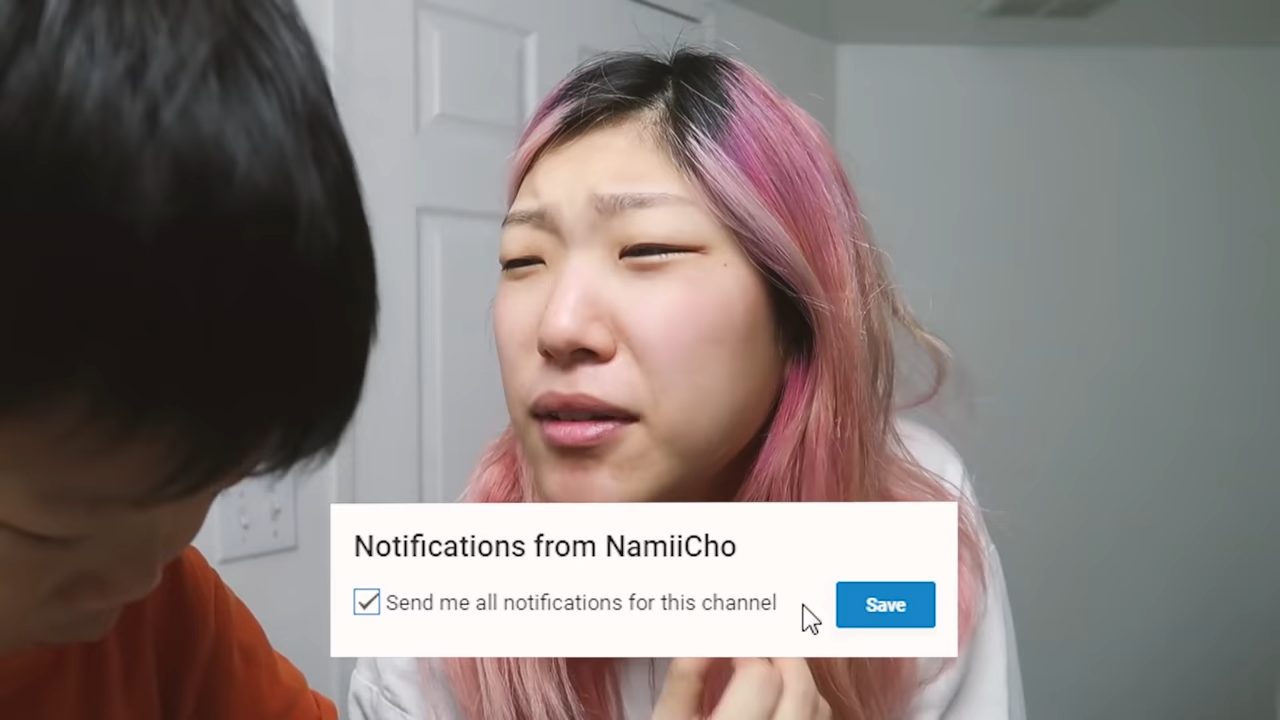 Notifications from NamiiCho
Send me all notifications for this channel
Save